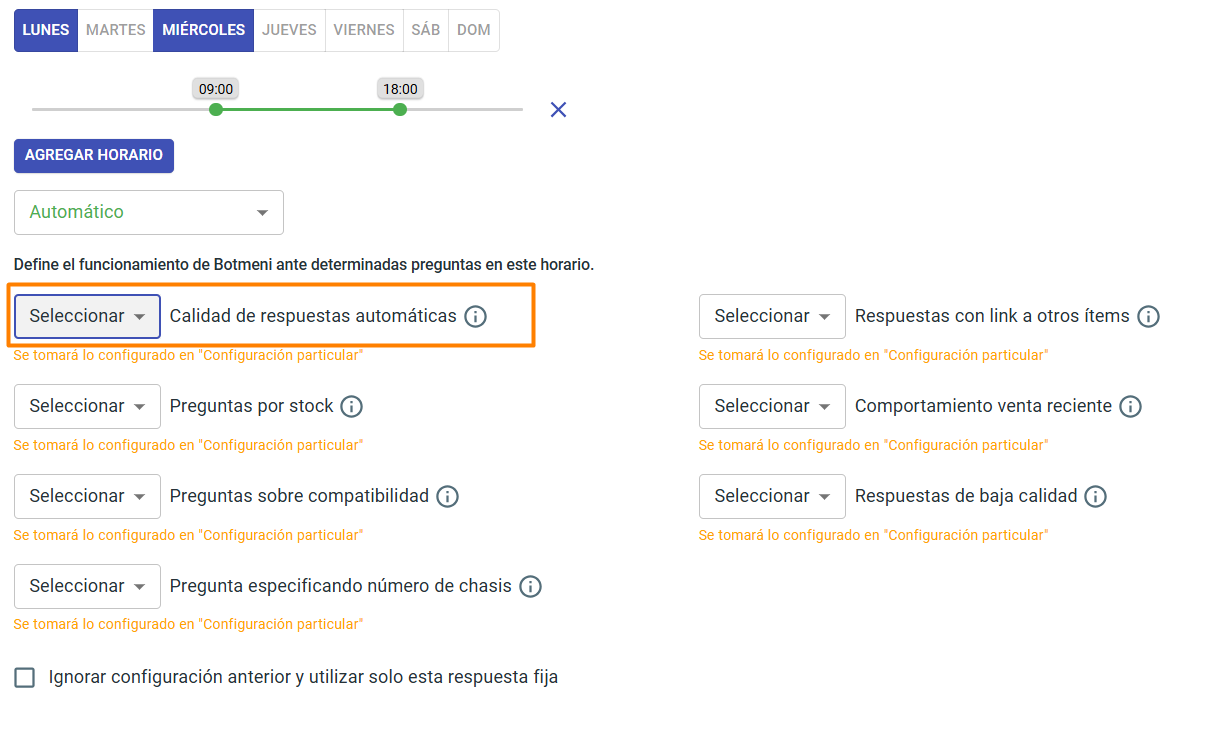 LUNES MARTES MIÉRCOLES JUEVES VIERNES SÁB DOM
09:00 18:00
AGREGAR HORARIO
Automático
Define el funcionamiento de Botmeni ante determinadas preguntas en este horario.
Seleccionar Calidad de respuestas automáticas
Se tomará lo configurado en "Configuración particular"
Seleccionar Respuestas con link a otros ítems
Se tomará lo configurado en "Configuración particular"
Seleccionar Preguntas por stock
Se tomará lo configurado en "Configuración particular"
Seleccionar Comportamiento venta reciente
Se tomará lo configurado en "Configuración particular"
Seleccionar Preguntas sobre compatibilidad
Se tomará lo configurado en "Configuración particular"
Seleccionar Respuestas de baja calidad
Se tomará lo configurado en "Configuración particular"
Seleccionar Pregunta especificando número de chasis
Se tomará lo configurado en "Configuración particular"
Ignorar configuración anterior y utilizar solo esta respuesta fija